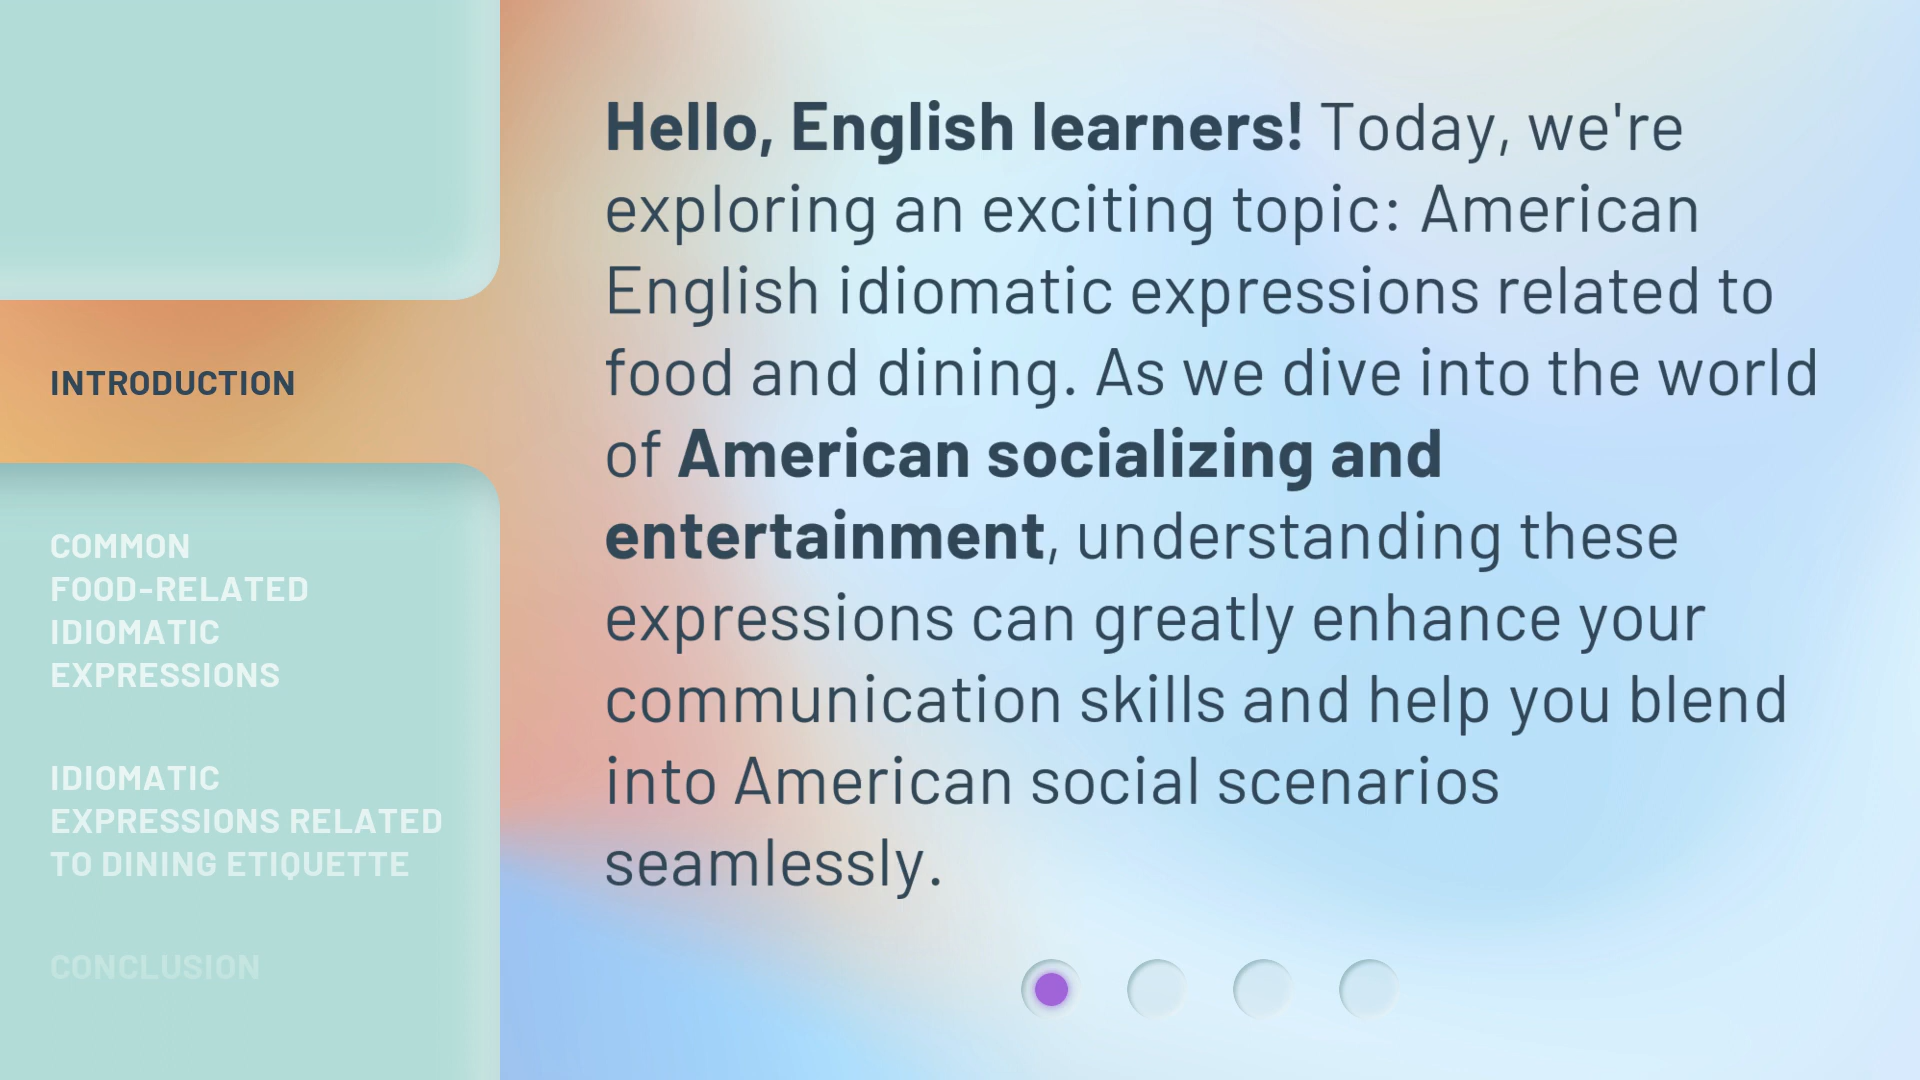 INTRODUCTION
COMMON
FOOD-RELATED
IDIOMATIC
EXPRESSIONS
IDIOMATIC
EXPRESSIONS RELATED
TO DINING ETIQUETTE
CONCLUSION
Hello, English learners! Today, we're
exploring an exciting topic: American
English idiomatic expressions related to
food and dining. As we dive into the world
of American socializing and
entertainment, understanding these
expressions can greatly enhance your
communication skills and help you blend
into American social scenarios
seamlessly.